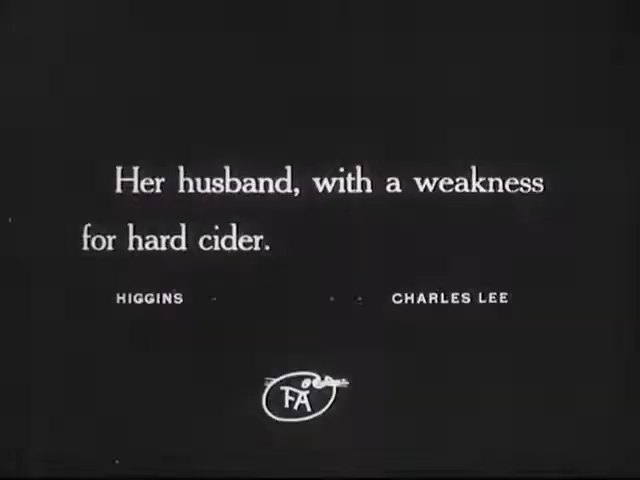 Her husband, with a weakness
for hard cider.
HIGGINS - - - CHARLES LEE
FA